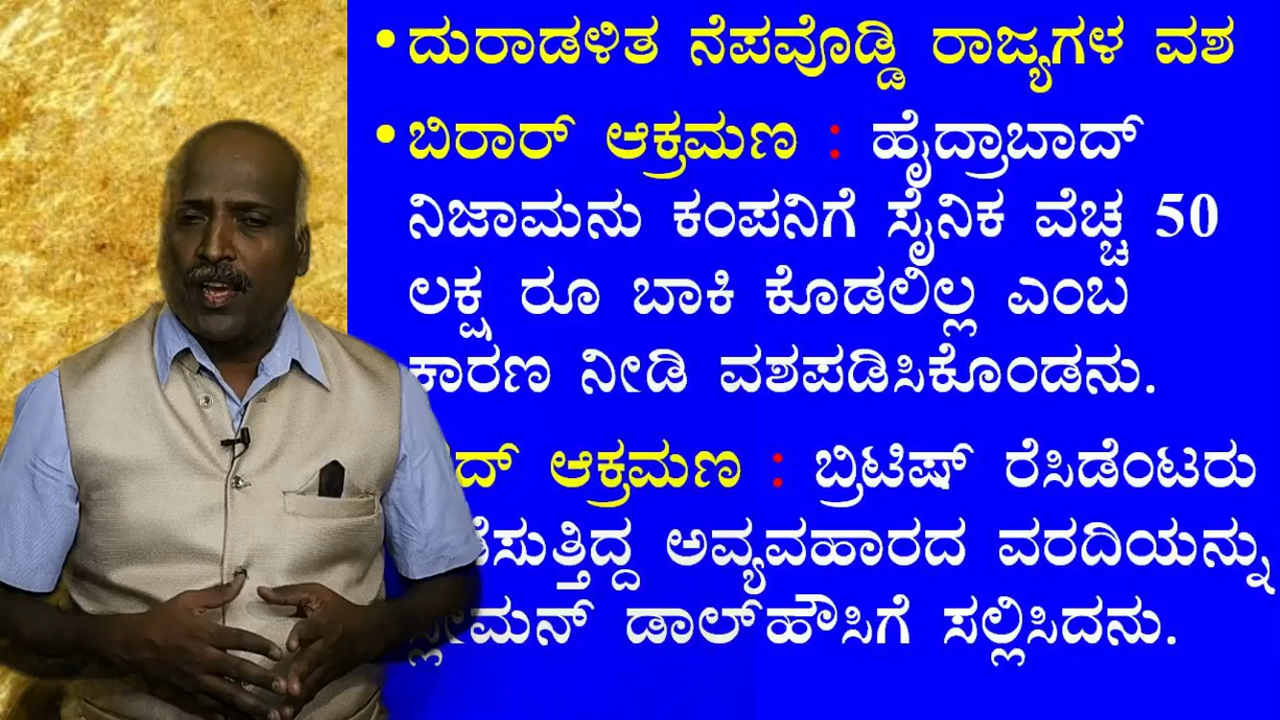 • ದುರಾಡಳಿತ ನೆಪವೊಡ್ಡಿ ರಾಜ್ಯಗಳ ವಶ
• ಬಿರಾರ್ ಆಕ್ರಮಣ : ಹೈದ್ರಾಬಾದ್
ನಿಜಾಮನು ಕಂಪನಿಗೆ ಸೈನಿಕ ವೆಚ್ಚ 50
ಲಕ್ಷ ರೂ ಬಾಕಿ ಕೊಡಲಿಲ್ಲ ಎಂಬ
ಕಾರಣ ನೀಡಿ ವಶಪಡಿಸಿಕೊಂಡನು.
ಆಕ್ರಮಣ : ಬ್ರಿಟಿಷ್ ರೆಸಿಡೆಂಟರು
ಅವ್ಯವಹಾರದ ವರದಿಯನ್ನು
ಸ್ಲೀಮನ್ ಡಾಲ್‌ಹೌಸಿಗೆ ಸಲ್ಲಿಸಿದನು.